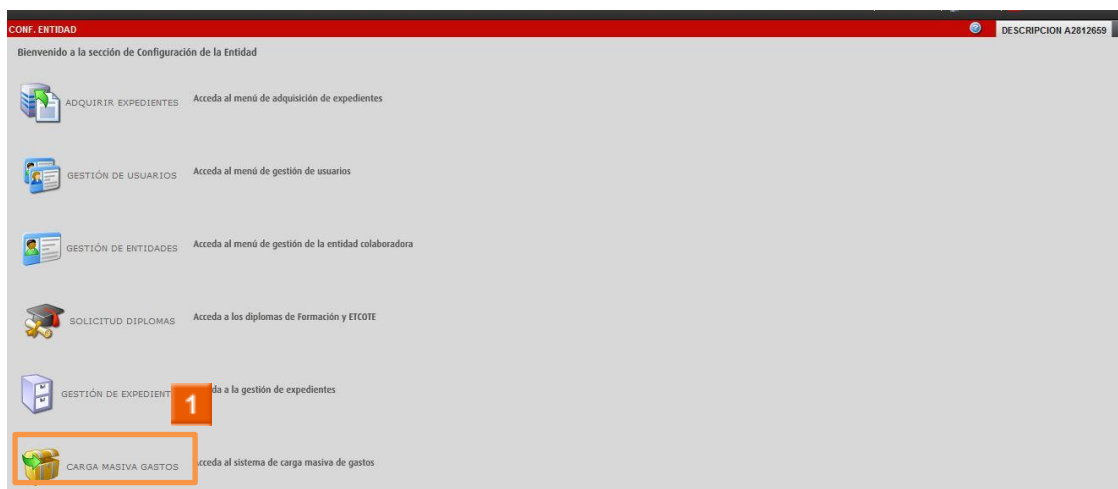 CONF. ENTIDAD
DESCRIPCION A2812659
Bienvenido a la sección de Configuración de la Entidad
ADQUIRIR EXPEDIENTES Acceda al menú de adquisición de expedientes
GESTIÓN DE USUARIOS Acceda al menú de gestión de usuarios
GESTIÓN DE ENTIDADES Acceda al menú de gestión de la entidad colaboradora
SOLICITUD DIPLOMAS Acceda a los diplomas de Formación y ETCOTE
GESTIÓN DE EXPEDIENT da a la gestión de expedientes
1
CARGA MASIVA GASTOS Acceda al sistema de carga masiva de gastos